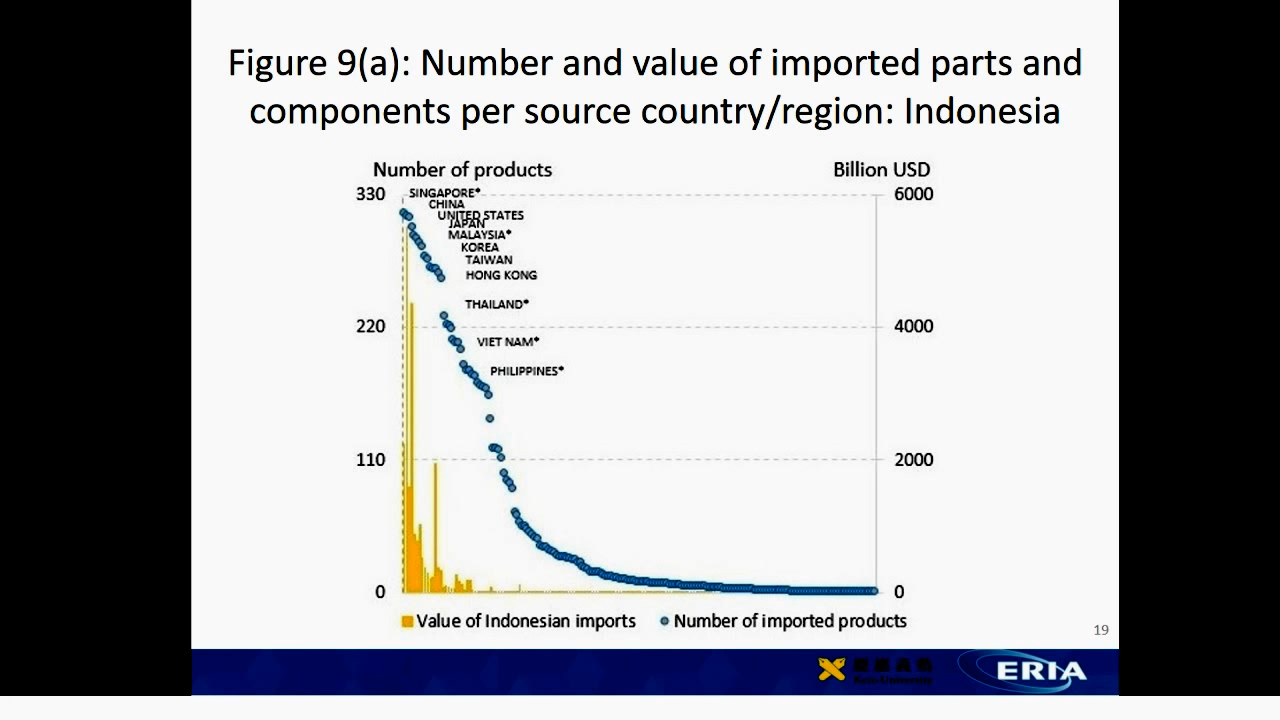 Figure 9(a): Number and value of imported parts and
components per source country/region: Indonesia
Number of products
Billion USD
330
6000
SINGAPORE*
CHINA
UNITED STATES
JAPAN
MALAYSIA*
KOREA
TAIWAN
HONG KONG
THAILAND*
220
4000
VIET NAM*
PHILIPPINES*
110
2000
0
0
Value of Indonesian imports
Number of imported products
19
ERIA